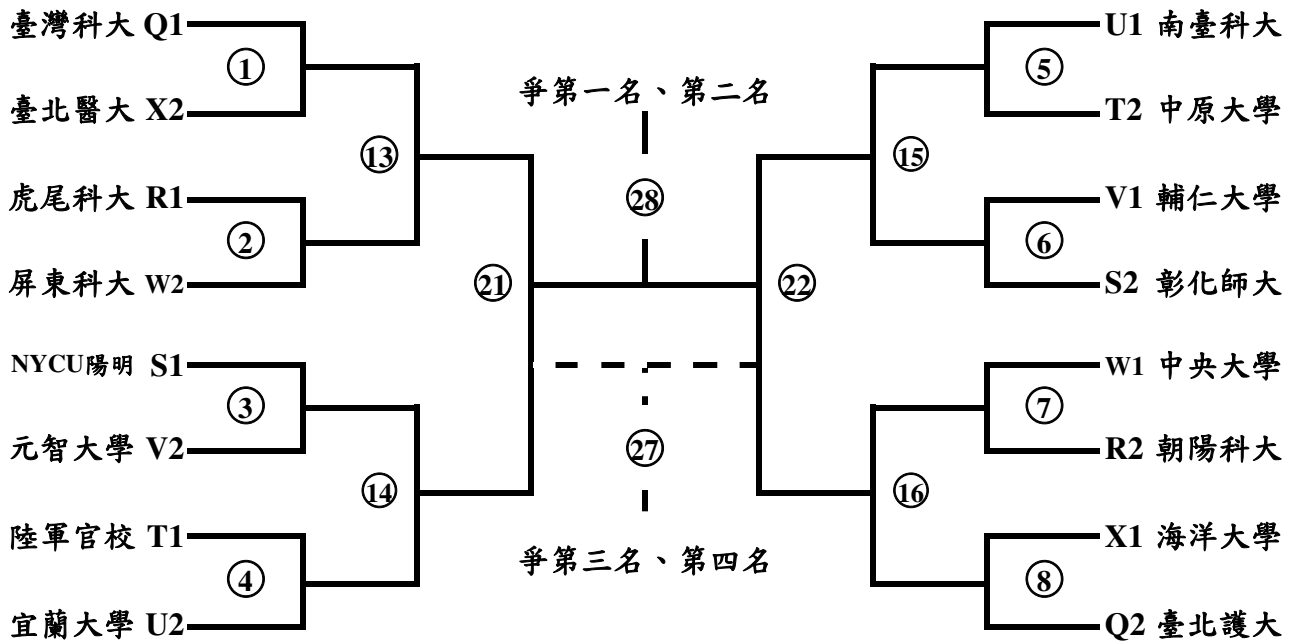 臺灣科大 Q1
①
臺北醫大 X2
⑬
虎尾科大 R1
②
屏東科大 W2
㉑
NYCU陽明 S1
③
元智大學 V2
⑭
陸軍官校 T1
④
宜蘭大學 U2
爭第一名、第二名
㉘
㉗
爭第三名、第四名
U1 南臺科大
⑤
T2 中原大學
⑮
V1 輔仁大學
⑥
S2 彰化師大
㉒
W1 中央大學
⑦
R2 朝陽科大
⑯
X1 海洋大學
⑧
Q2 臺北護大